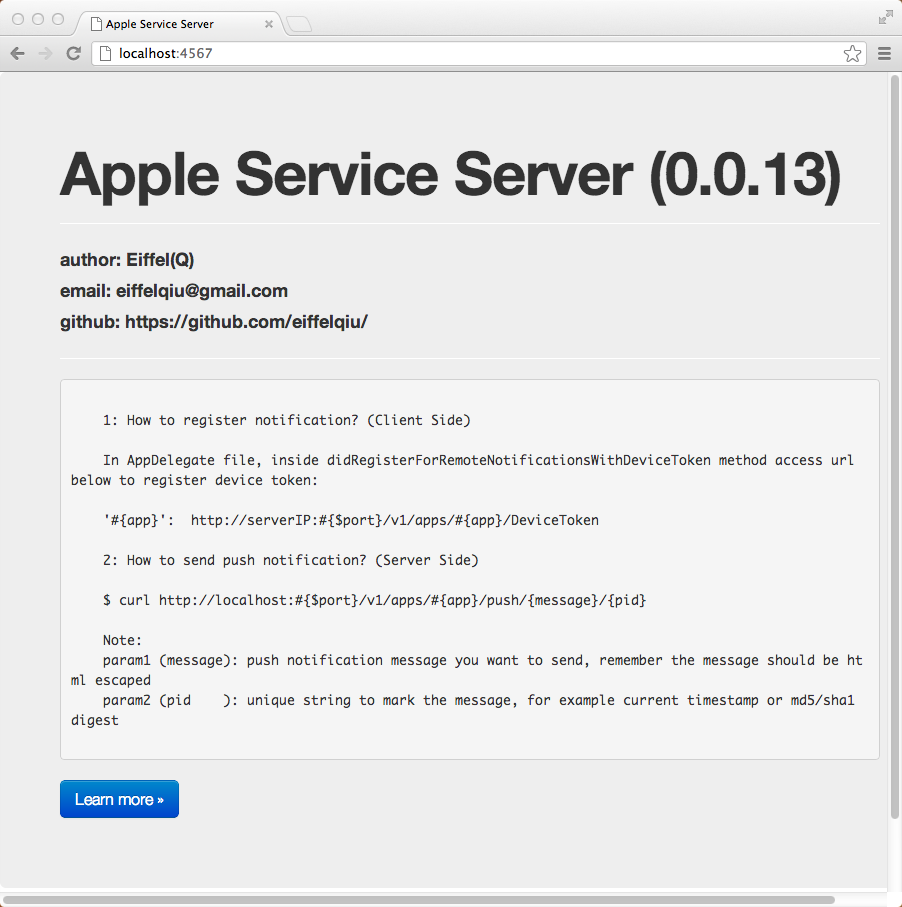 Apple Service Server
localhost:4567
Apple Service Server (0.0.13)
author: Eiffel(Q)
email: eiffelqiu@gmail.com
github: https://github.com/eiffelqiu/
1: How to register notification? (Client Side)
In AppDelegate file, inside didRegisterForRemoteNotificationsWithDeviceToken method access url
below to register device token:
'#{app}':  http://serverIP:#{$port}/v1/apps/#{app}/DeviceToken
2: How to send push notification? (Server Side)
$ curl http://localhost:#{$port}/v1/apps/#{app}/push/{message}/{pid}
Note:
param1 (message): push notification message you want to send, remember the message should be ht
ml escaped
param2 (pid    ): unique string to mark the message, for example current timestamp or md5/sha1
digest
Learn more »